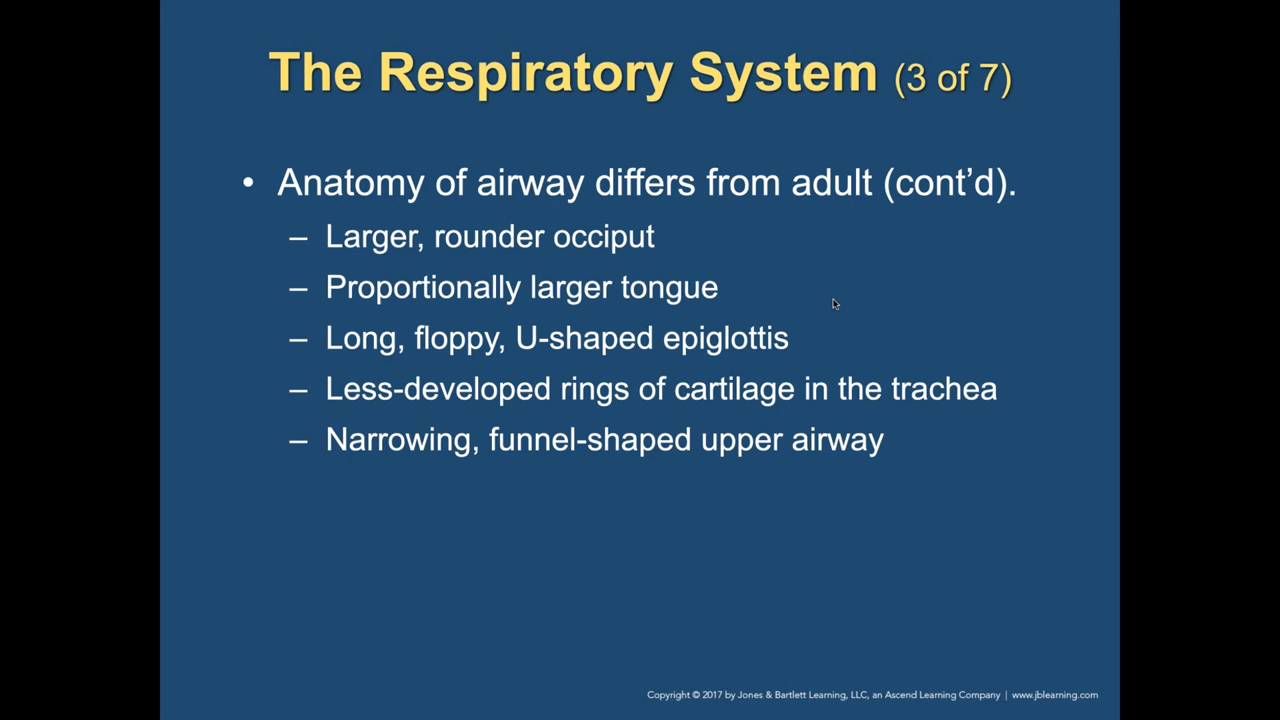 The Respiratory System (3 of 7)
• Anatomy of airway differs from adult (cont’d).
– Larger, rounder occiput
– Proportionally larger tongue
– Long, floppy, U-shaped epiglottis
– Less-developed rings of cartilage in the trachea
– Narrowing, funnel-shaped upper airway
Copyright © 2017 by Jones & Bartlett Learning, LLC, an Ascend Learning Company | www.jblearning.com